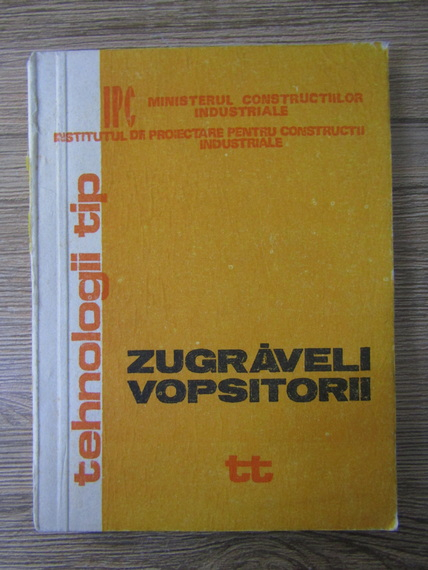 IPC MINISTERUL CONSTRUCTIILOR
INDUSTRIALE
INSTITUTUL DE PROIECTARE PENTRU CONSTRUCTII
INDUSTRIALE
tehnologii tip
ZUGRĂVELI
VOPSITORII
tt